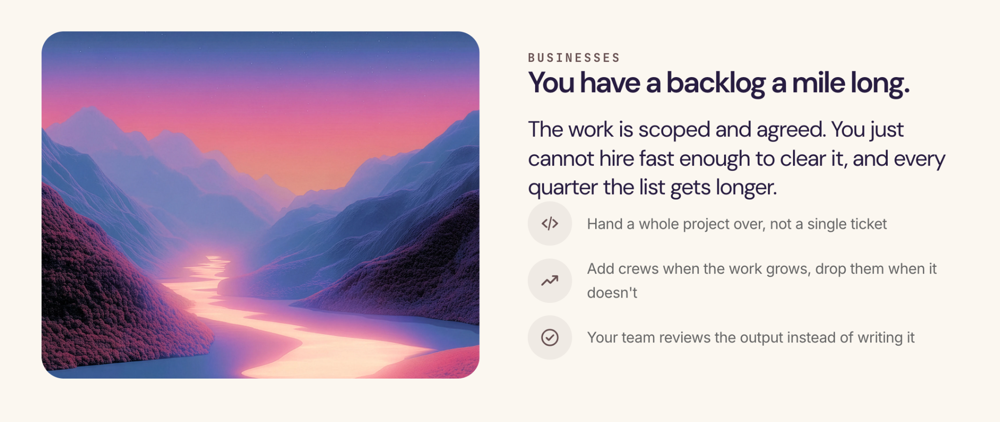 BUSINESSES
You have a backlog a mile long.
The work is scoped and agreed. You just
cannot hire fast enough to clear it, and every
quarter the list gets longer.
Hand a whole project over, not a single ticket
Add crews when the work grows, drop them when it
doesn't
Your team reviews the output instead of writing it